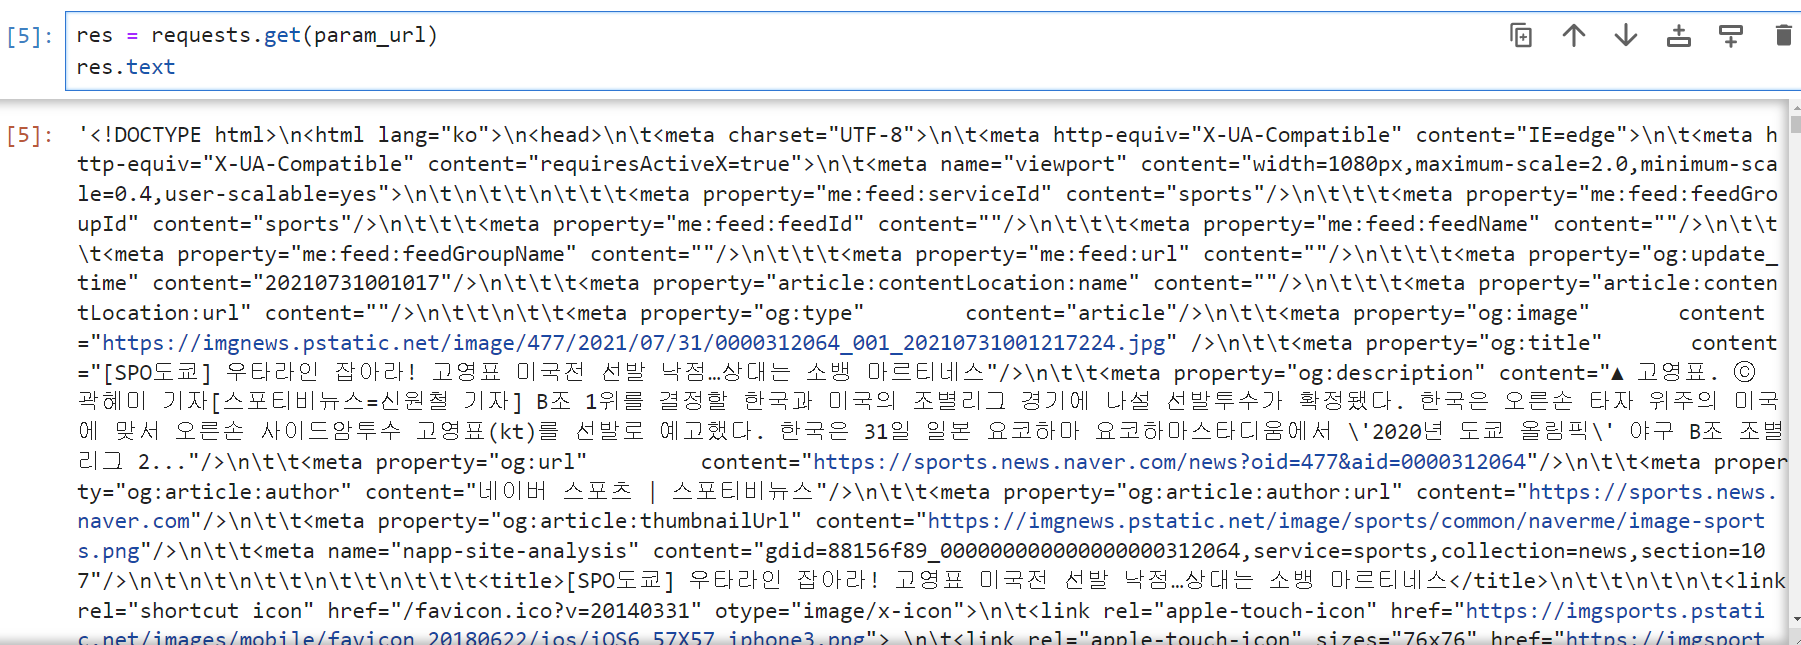 [5]: res = requests.get(param_url)
res.text
[5]: '<!DOCTYPE html>\n<html lang="ko">\n<head>\n\t<meta charset="UTF-8">\n\t<meta http-equiv="X-UA-Compatible" content="IE=edge">\n\t<meta h
ttp-equiv="X-UA-Compatible" content="requiresActiveX=true">\n\t<meta name="viewport" content="width=1080px,maximum-scale=2.0,minimum-sca
le=0.4,user-scalable=yes">\n\t\n\t\t\n\t\t\t<meta property="me:feed:serviceId" content="sports"/>\n\t\t\t<meta property="me:feed:feedGro
upId" content="sports"/>\n\t\t\t<meta property="me:feed:feedId" content=""/>\n\t\t\t<meta property="me:feed:feedName" content=""/>\n\t\t
\t<meta property="me:feed:feedGroupName" content=""/>\n\t\t\t<meta property="me:feed:url" content=""/>\n\t\t\t<meta property="og:update_
time" content="20210731001017"/>\n\t\t\t<meta property="article:contentLocation:name" content=""/>\n\t\t\t<meta property="article:conten
tLocation:url" content=""/>\n\t\t\n\t\t<meta property="og:type"        content="article"/>\n\t\t<meta property="og:image"       content
="https://imgnews.pstatic.net/image/477/2021/07/31/0000312064_001_20210731001217224.jpg" />\n\t\t<meta property="og:title"       content
="[SPO도쿄] 우타라인 잡아라! 고영표 미국전 선발 낙점…상대는 소뱅 마르티네스"/>\n\t\t<meta property="og:description" content="▲ 고영표. ⓒ
곽혜미 기자[스포티비뉴스=신원철 기자] B조 1위를 결정할 한국과 미국의 조별리그 경기에 나설 선발투수가 확정됐다. 한국은 오른손 타자 위주의 미국
에 맞서 오른손 사이드암투수 고영표(kt)를 선발로 예고했다. 한국은 31일 일본 요코하마 요코하마스타디움에서 \'2020년 도쿄 올림픽\' 야구 B조 조별
리그 2..."/>\n\t\t<meta property="og:url"         content="https://sports.news.naver.com/news?oid=477&aid=0000312064"/>\n\t\t<meta proper
ty="og:article:author" content="네이버 스포츠 | 스포티비뉴스"/>\n\t\t<meta property="og:article:author:url" content="https://sports.news.
naver.com"/>\n\t\t<meta property="og:article:thumbnailUrl" content="https://imgnews.pstatic.net/image/sports/common/naverme/image-sport
s.png"/>\n\t\t<meta name="napp-site-analysis" content="gdid=88156f89_000000000000000000312064,service=sports,collection=news,section=10
7"/>\n\t\n\t\t\n\t\t\n\t\t\n\t\t\t<title>[SPO도쿄] 우타라인 잡아라! 고영표 미국전 선발 낙점…상대는 소뱅 마르티네스</title>\n\t\t\n\t\n\t<link
rel="shortcut icon" href="/favicon.ico?v=20140331" otype="image/x-icon">\n\t<link rel="apple-touch-icon" href="https://imgsports.pstati
c.net/images/mobile/favicon_20180622/ios/iOS6_57X57_iphone3.png"> \n\t<link rel="apple-touch-icon" sizes="76x76" href="https://imgsport